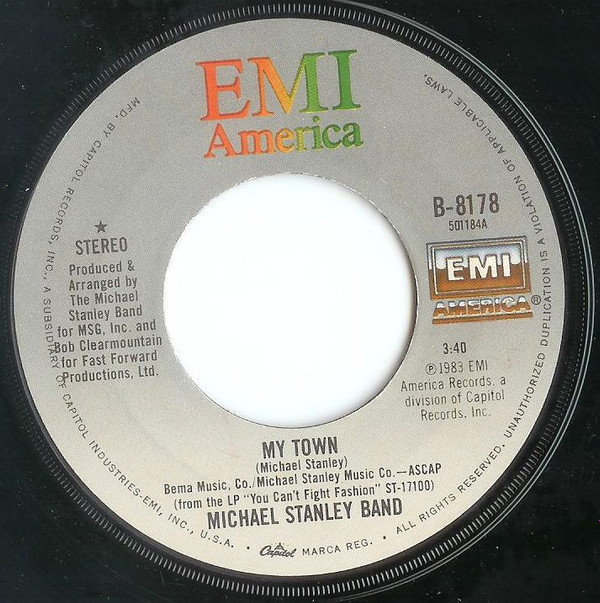 EMI
America
B-8178
501184A
EMI
AMERICA®
★
STEREO
Produced &
Arranged by
The Michael
Stanley Band
for MSG, Inc. and
Bob Clearmountain
for Fast Forward
Productions, Ltd.
3:40
Ⓟ1983 EMI
America Records, a
division of Capitol
Records, Inc.
MY TOWN
(Michael Stanley)
Bema Music, Co./Michael Stanley Music Co.—ASCAP
(from the LP "You Can't Fight Fashion" ST-17100)
MICHAEL STANLEY BAND
MFD. BY CAPITOL RECORDS, INC., A SUBSIDIARY OF CAPITOL INDUSTRIES-EMI, INC., U.S.A. • Capitol MARCA REG. • ALL RIGHTS RESERVED. UNAUTHORIZED DUPLICATION IS A VIOLATION OF APPLICABLE LAWS.